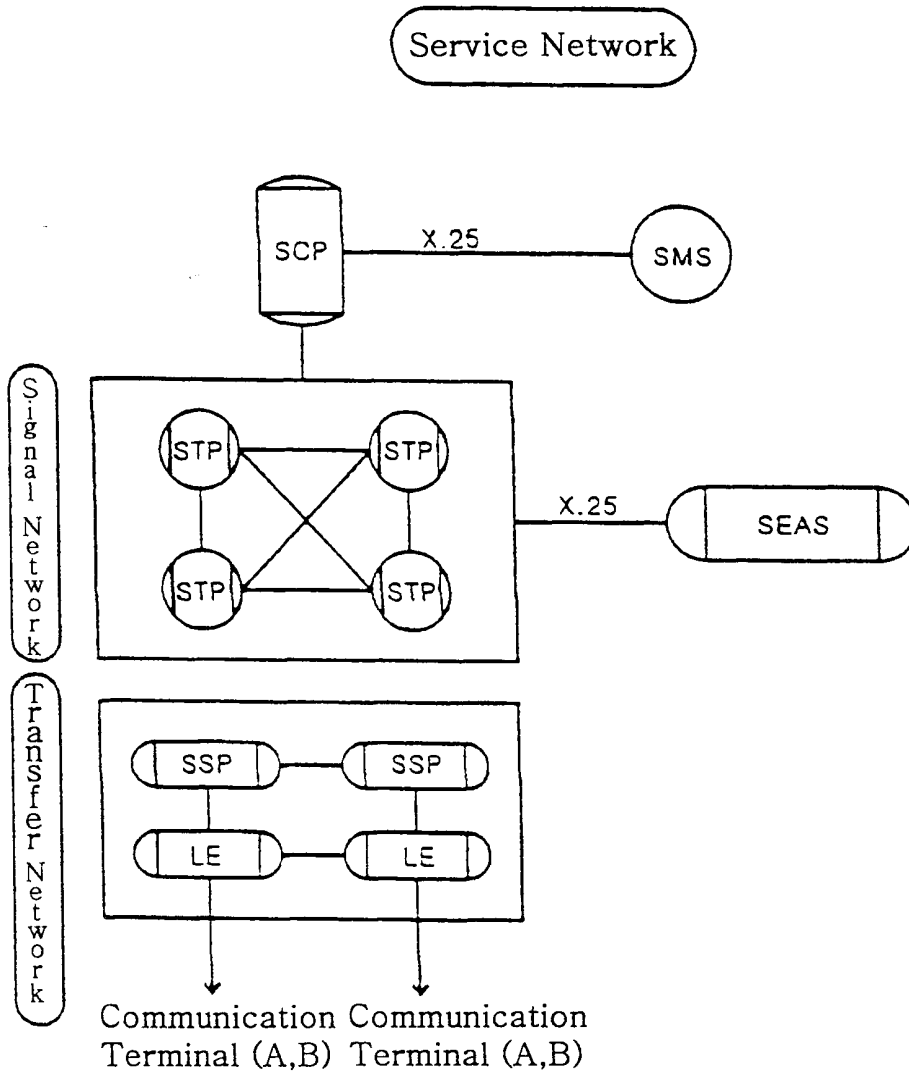 Service Network
SCP
X.25
SMS
Signal Network
STP
STP
STP
STP
X.25
SEAS
Transfer Network
SSP
SSP
LE
LE
Communication
Terminal (A,B)
Communication
Terminal (A,B)